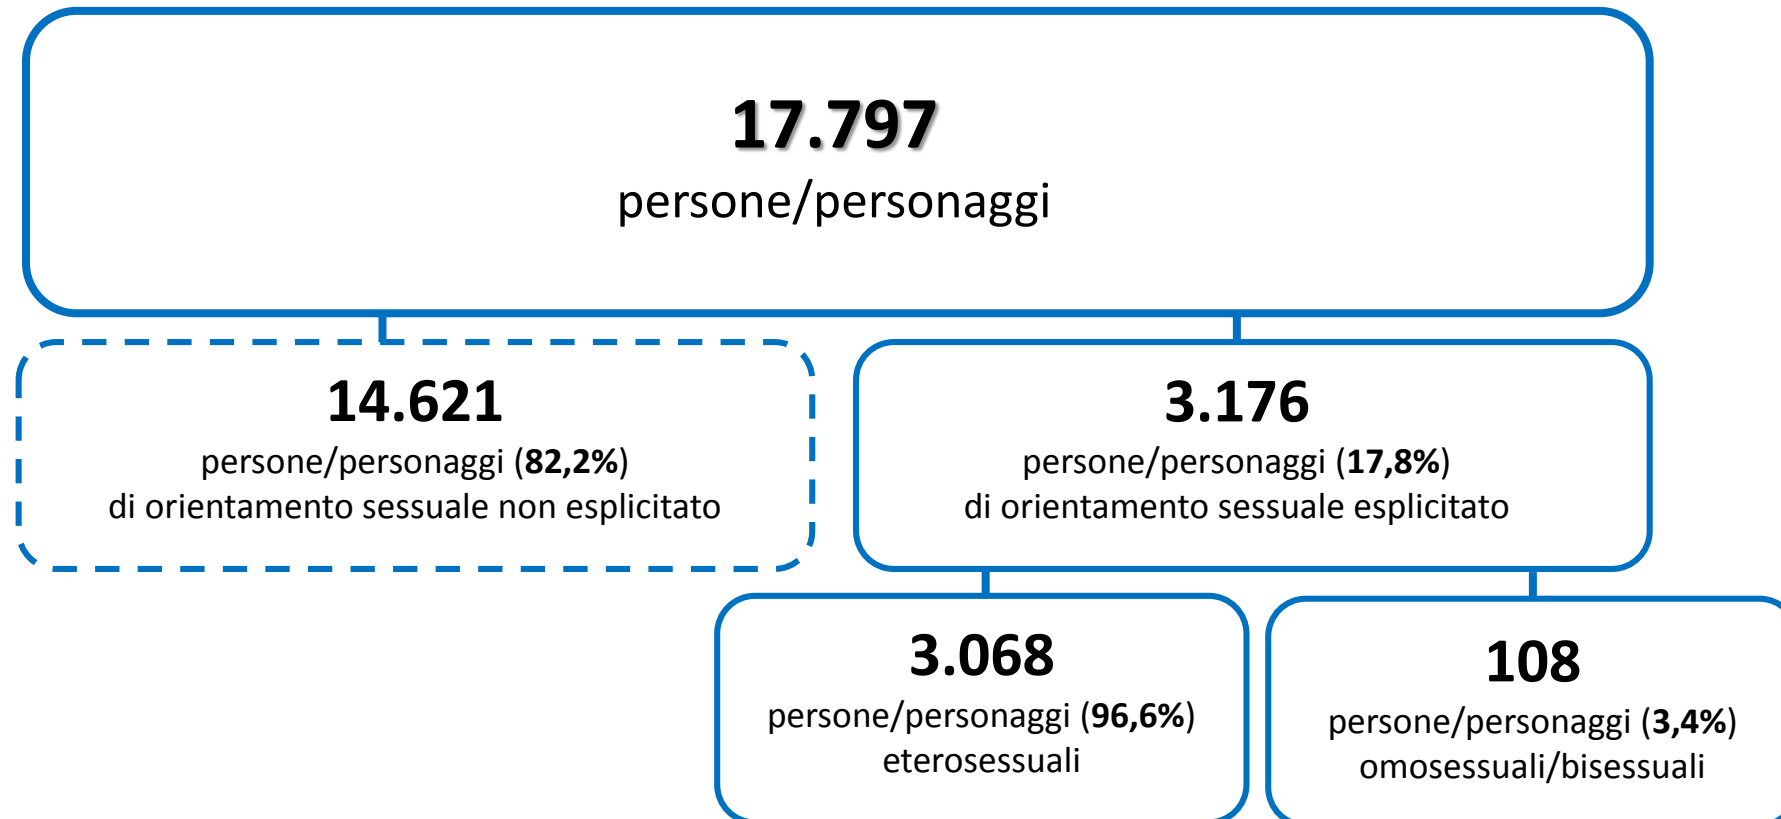 17.797
persone/personaggi
14.621
persone/personaggi (82,2%)
di orientamento sessuale non esplicitato
3.176
persone/personaggi (17,8%)
di orientamento sessuale esplicitato
3.068
persone/personaggi (96,6%)
eterosessuali
108
persone/personaggi (3,4%)
omosessuali/bisessuali